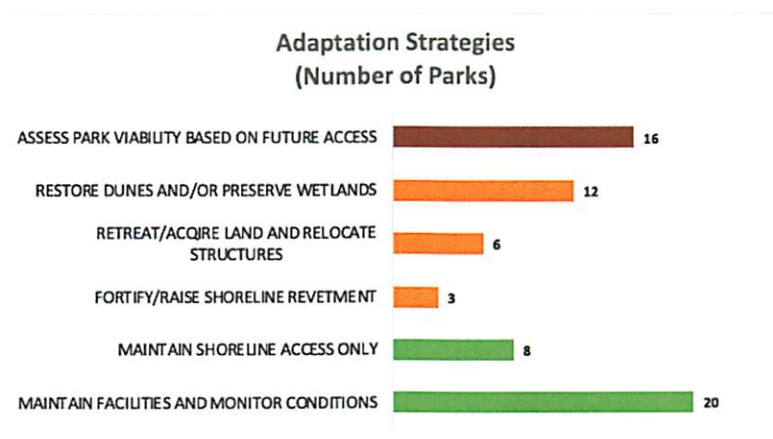 Adaptation Strategies
(Number of Parks)
ASSESS PARK VIABILITY BASED ON FUTURE ACCESS
16
RESTORE DUNES AND/OR PRESERVE WETLANDS
12
RETREAT/ACQIRE LAND AND RELOCATE
STRUCTURES
6
FORTIFY/RAISE SHORELINE REVETMENT
3
MAINTAIN SHORELINE ACCESS ONLY
8
MAINTAIN FACILITIES AND MONITOR CONDITIONS
20